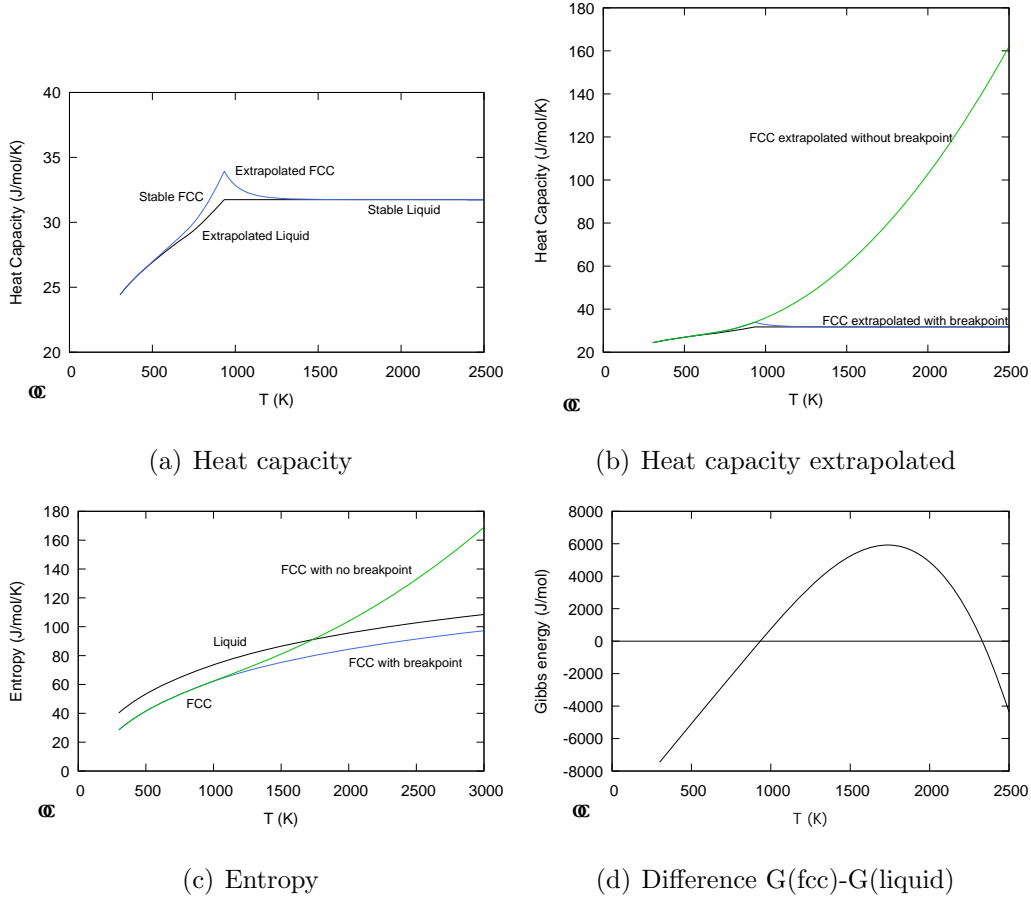 40
35
30
25
20
Heat Capacity (J/mol/K)
Stable FCC
Extrapolated FCC
Extrapolated Liquid
Stable Liquid
0 500 1000 1500 2000 2500
T (K)
(a) Heat capacity
180
160
140
120
100
80
60
40
20
Heat Capacity (J/mol/K)
FCC extrapolated without breakpoint
FCC extrapolated with breakpoint
0 500 1000 1500 2000 2500
T (K)
(b) Heat capacity extrapolated
180
160
140
120
100
80
60
40
20
0
Entropy (J/mol/K)
FCC with no breakpoint
Liquid
FCC with breakpoint
FCC
0 500 1000 1500 2000 2500 3000
T (K)
(c) Entropy
8000
6000
4000
2000
0
-2000
-4000
-6000
-8000
Gibbs energy (J/mol)
0 500 1000 1500 2000 2500
T (K)
(d) Difference G(fcc)-G(liquid)